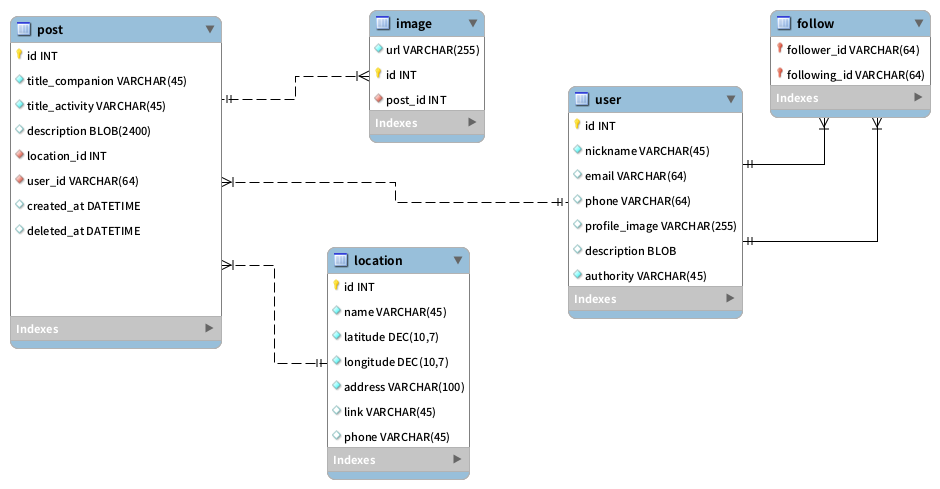 post
id INT
title_companion VARCHAR(45)
title_activity VARCHAR(45)
description BLOB(2400)
location_id INT
user_id VARCHAR(64)
created_at DATETIME
deleted_at DATETIME
Indexes
image
url VARCHAR(255)
id INT
post_id INT
Indexes
location
id INT
name VARCHAR(45)
latitude DEC(10,7)
longitude DEC(10,7)
address VARCHAR(100)
link VARCHAR(45)
phone VARCHAR(45)
Indexes
user
id INT
nickname VARCHAR(45)
email VARCHAR(64)
phone VARCHAR(64)
profile_image VARCHAR(255)
description BLOB
authority VARCHAR(45)
Indexes
follow
follower_id VARCHAR(64)
following_id VARCHAR(64)
Indexes